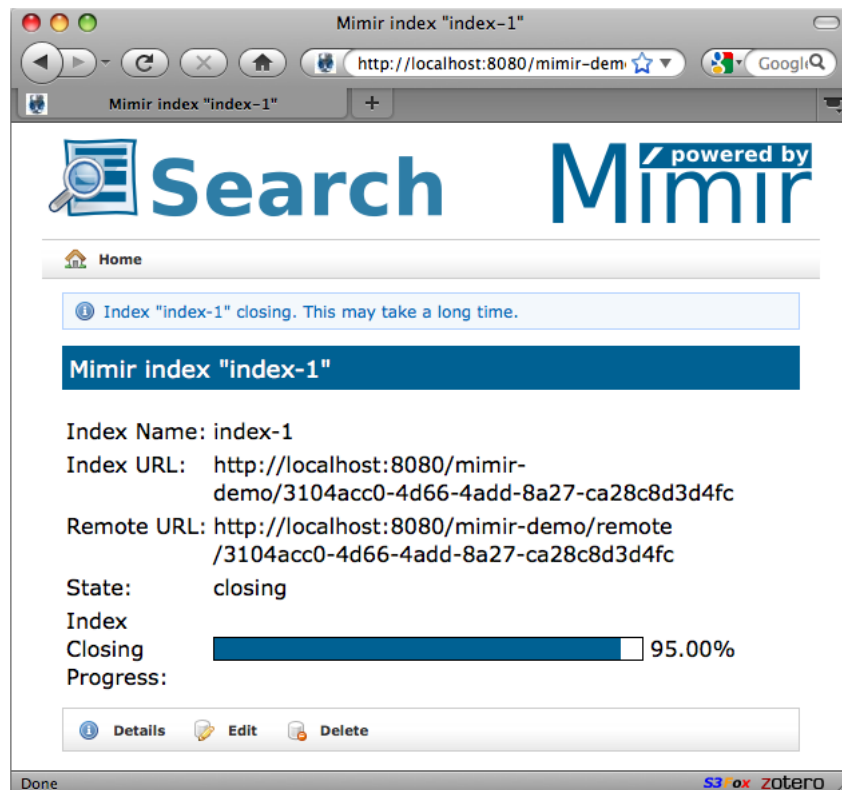 Mimir index "index-1"
http://localhost:8080/mimir-dem
Google
Mimir index "index-1"
+
Search
powered by
Mímir
Home
Index "index-1" closing. This may take a long time.
Mimir index "index-1"
Index Name: index-1
Index URL: http://localhost:8080/mimir-
demo/3104acc0-4d66-4add-8a27-ca28c8d3d4fc
Remote URL: http://localhost:8080/mimir-demo/remote
/3104acc0-4d66-4add-8a27-ca28c8d3d4fc
State: closing
Index
Closing 95.00%
Progress:
Details Edit Delete
Done S3Fox zotero